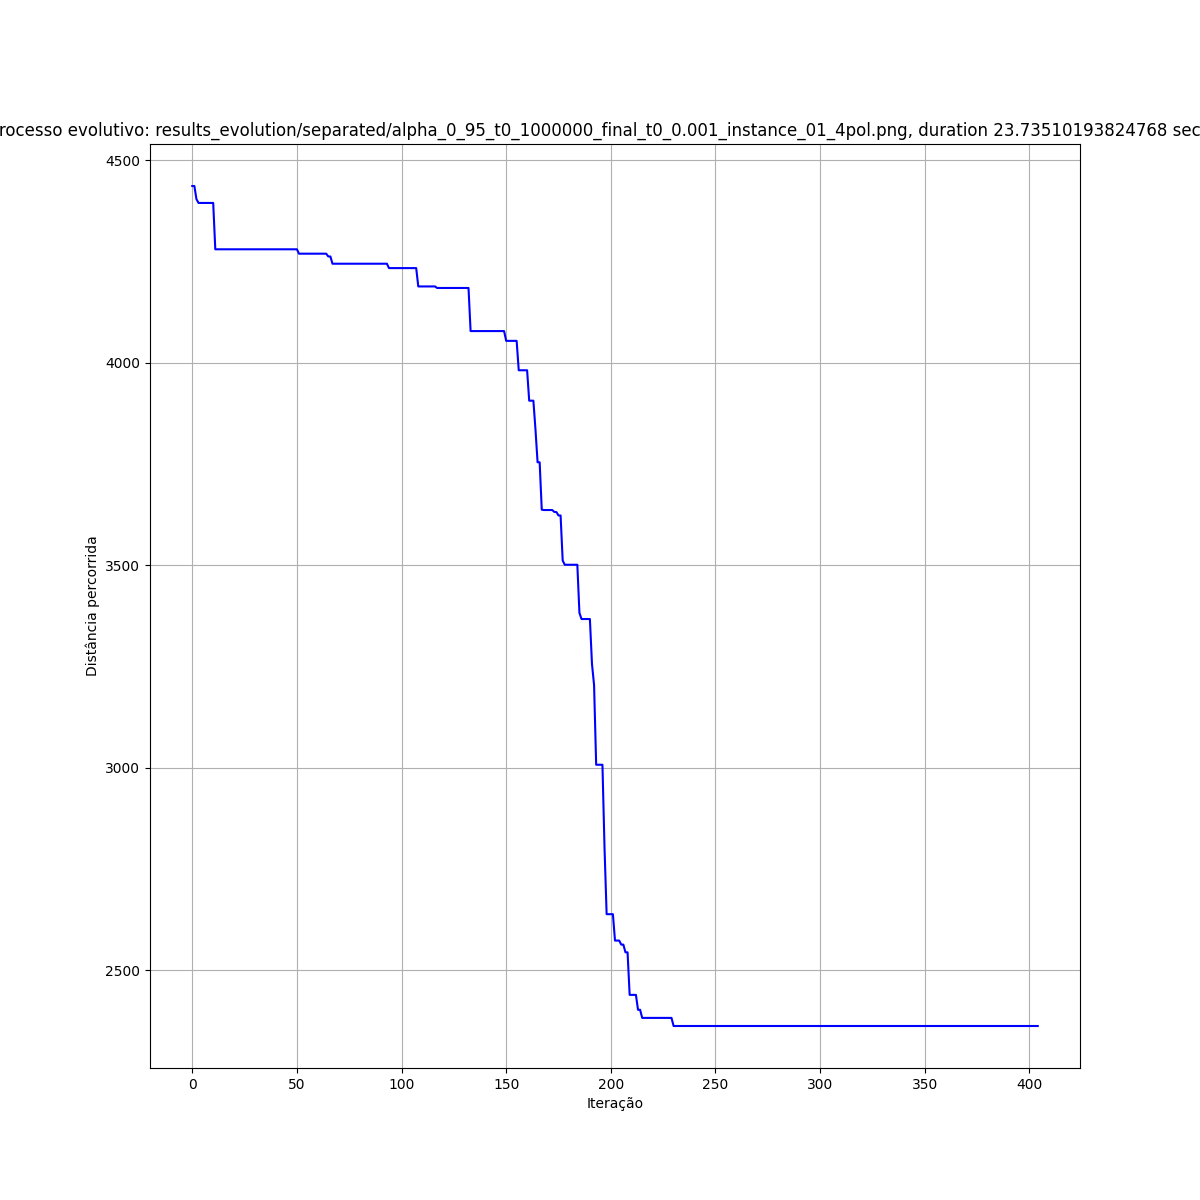 rocesso evolutivo: results_evolution/separated/alpha_0_95_t0_1000000_final_t0_0.001_instance_01_4pol.png, duration 23.73510193824768 sec
4500
4000
3500
3000
2500
Distância percorrida
0 50 100 150 200 250 300 350 400
Iteração